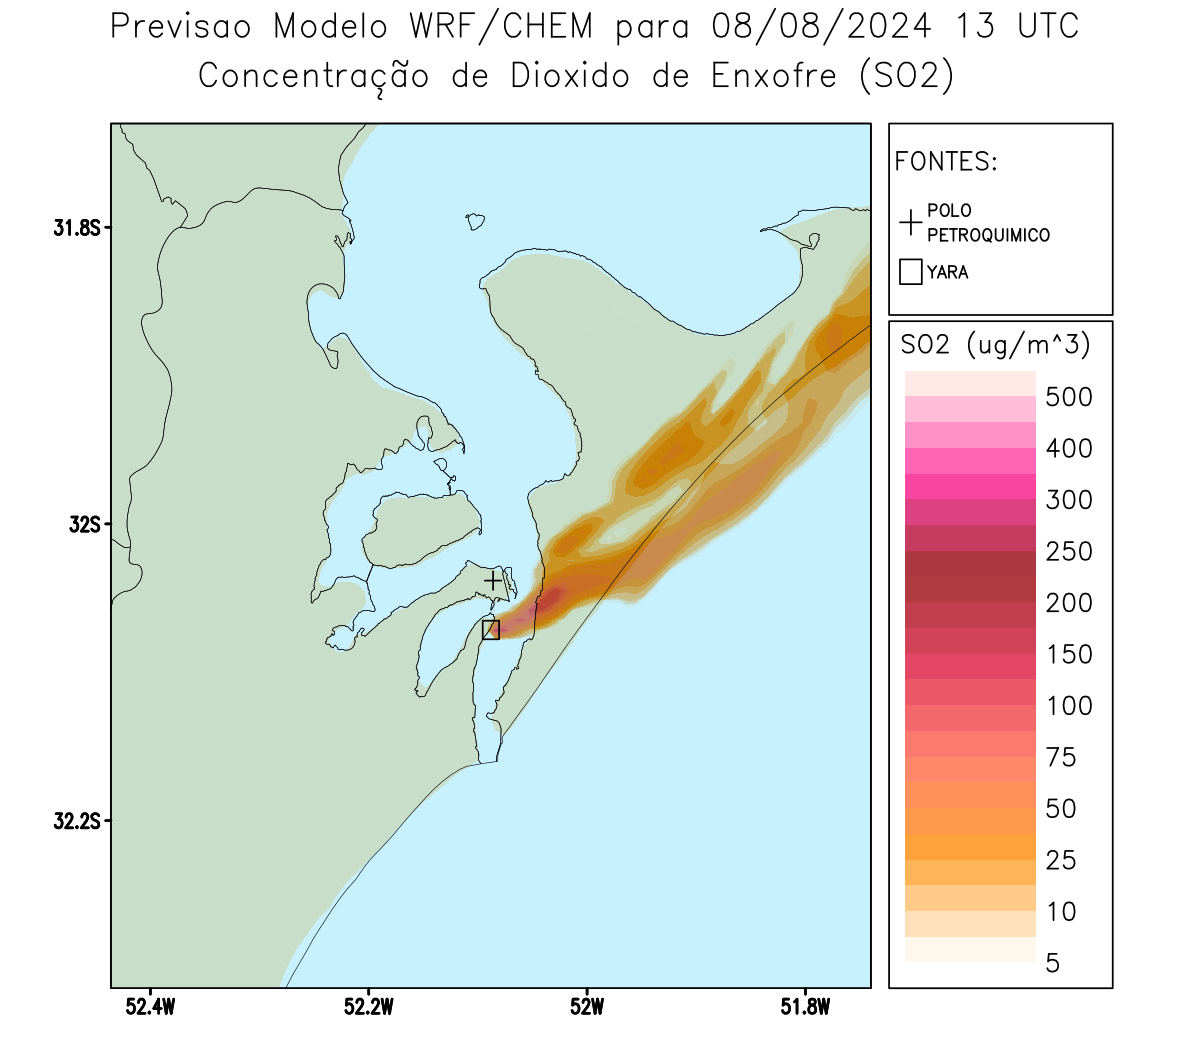 Previsao Modelo WRF/CHEM para 08/08/2024 13 UTC
Concentração de Dioxido de Enxofre (SO2)
FONTES:
POLO
PETROQUIMICO
YARA
SO2 (ug/m^3)
500
400
300
250
200
150
100
75
50
25
10
5
31.8S
32S
32.2S
52.4W
52.2W
52W
51.8W